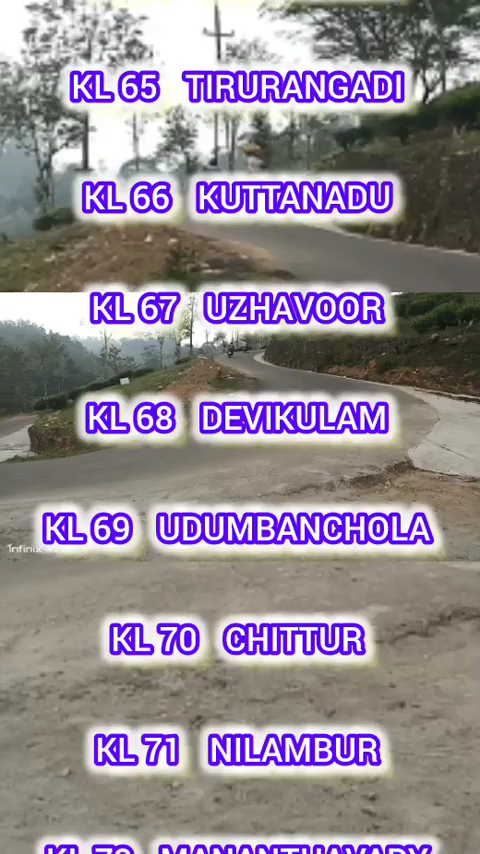 KL 65 TIRURANGADI
KL 66 KUTTANADU
KL 67 UZHAVOOR
KL 68 DEVIKULAM
KL 69 UDUMBANCHOLA
Infinix
KL 70 CHITTUR
KL 71 NILAMBUR